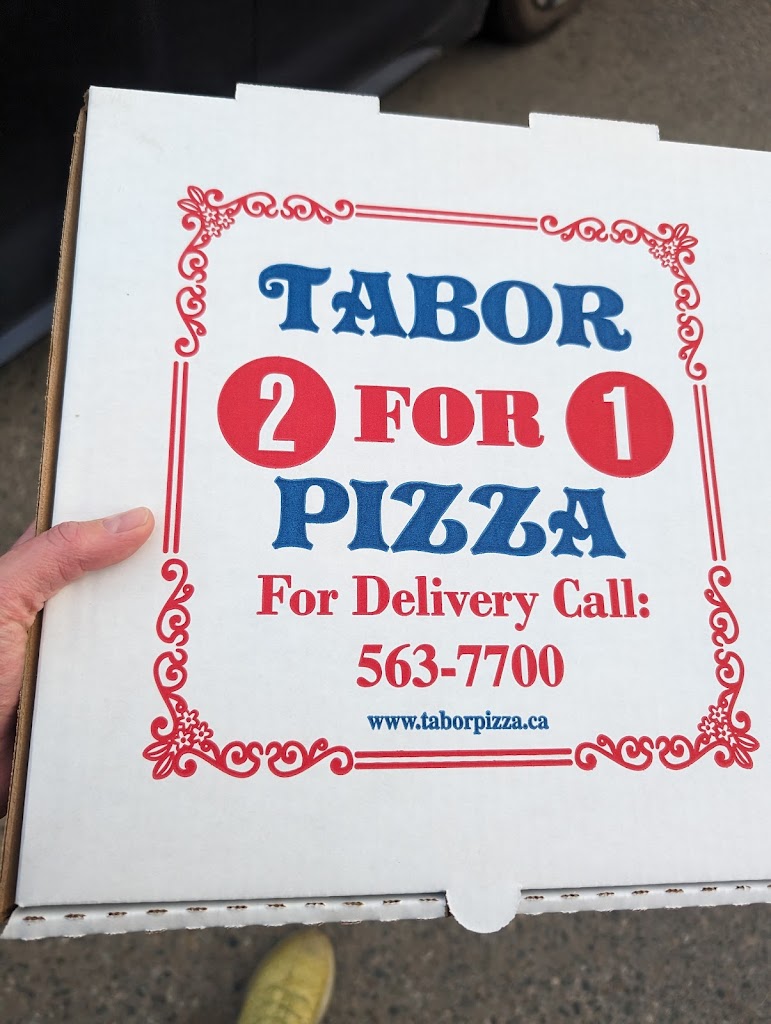 TABOR
2 FOR 1
PIZZA
For Delivery Call:
563-7700
www.taborpizza.ca